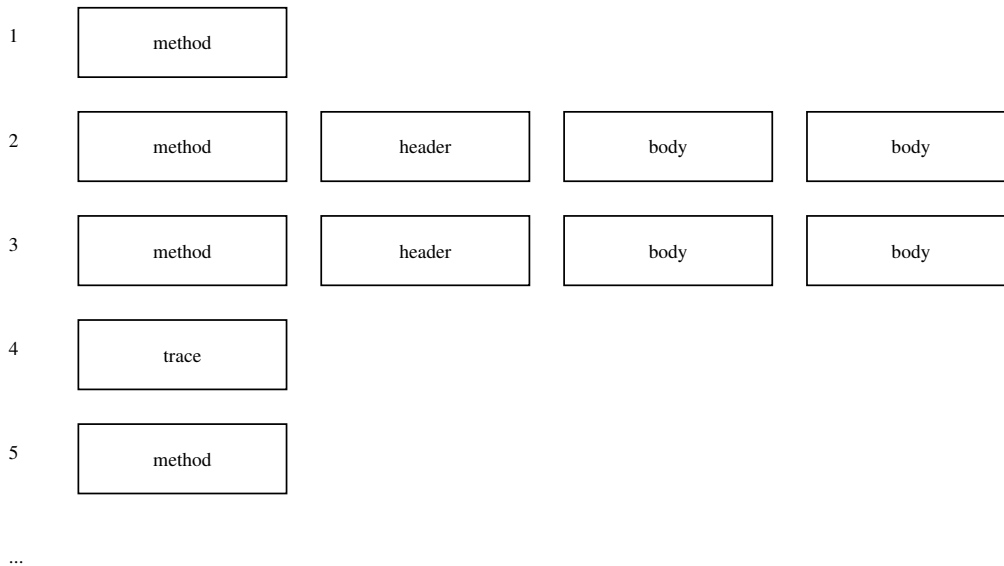 1 method
2 method header body body
3 method header body body
4 trace
5 method
...